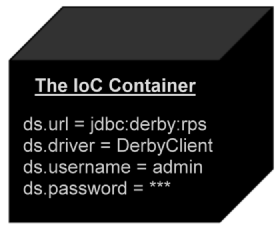 The IoC Container
ds.url = jdbc:derby:rps
ds.driver = DerbyClient
ds.username = admin
ds.password = ***